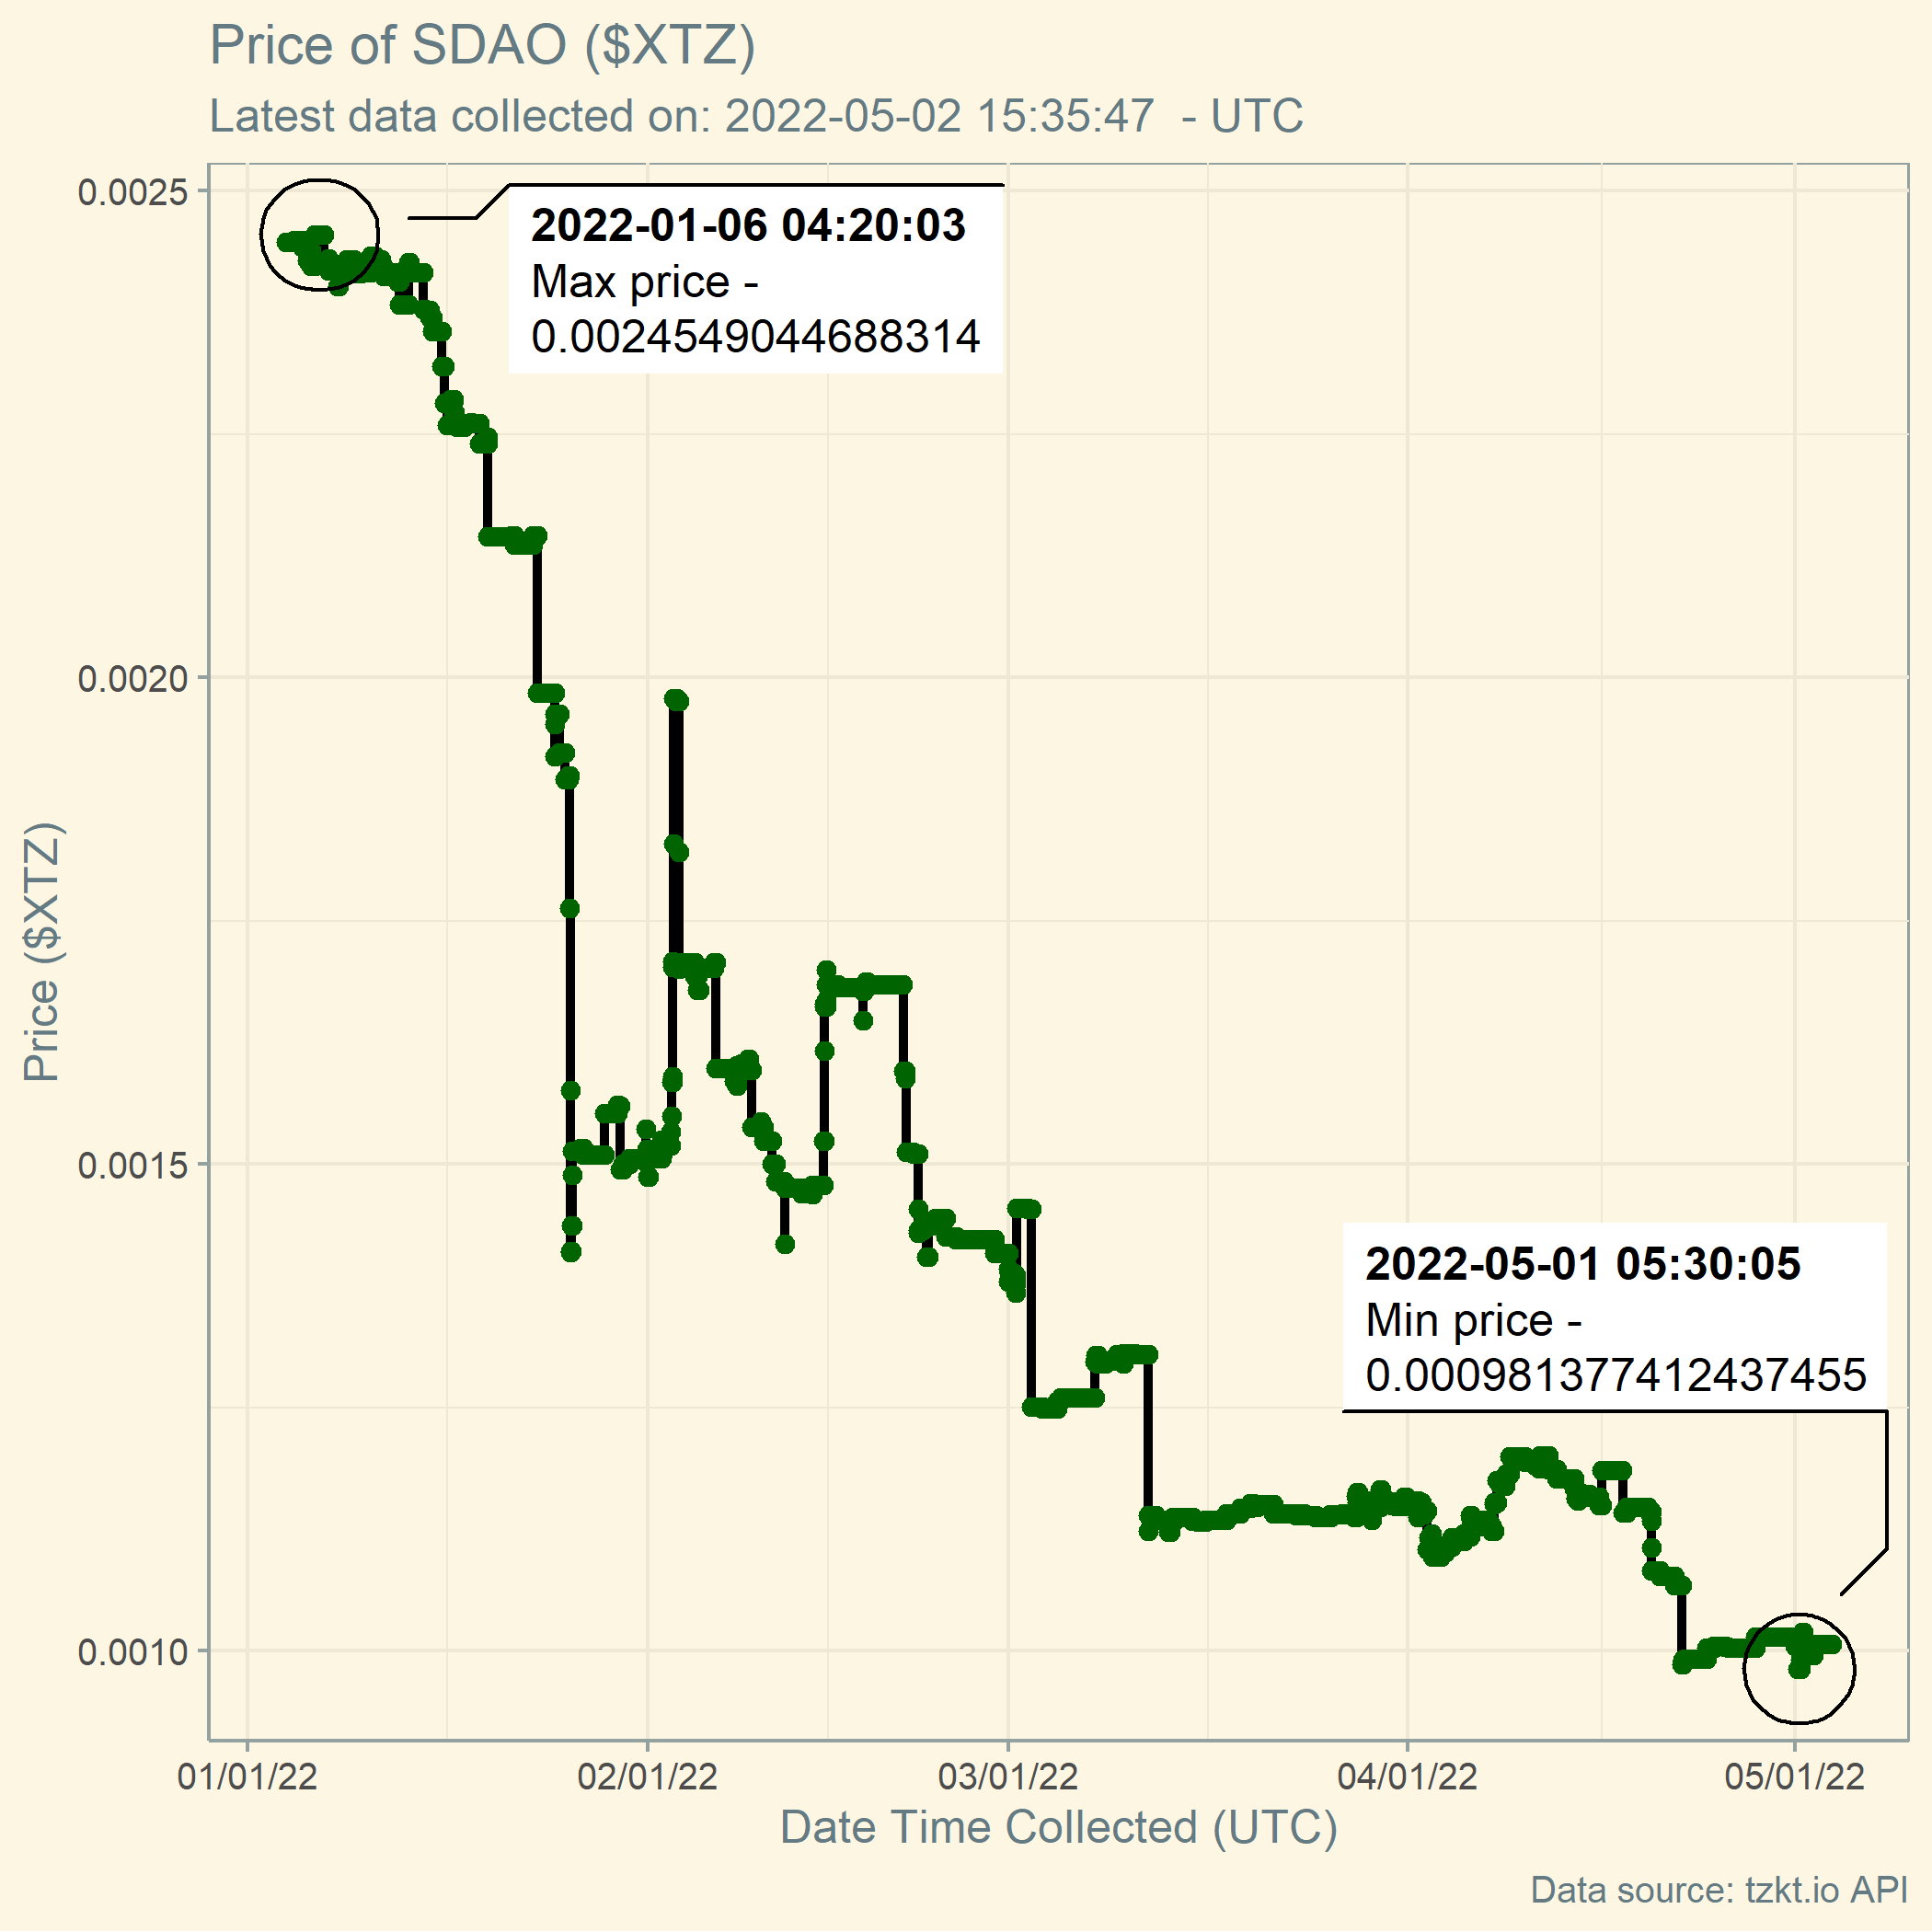 Price of SDAO ($XTZ)
Latest data collected on: 2022-05-02 15:35:47  - UTC
0.0025
0.0020
0.0015
0.0010
Price ($XTZ)
2022-01-06 04:20:03
Max price -
0.0024549044688314
2022-05-01 05:30:05
Min price -
0.000981377412437455
01/01/22
02/01/22
03/01/22
04/01/22
05/01/22
Date Time Collected (UTC)
Data source: tzkt.io API